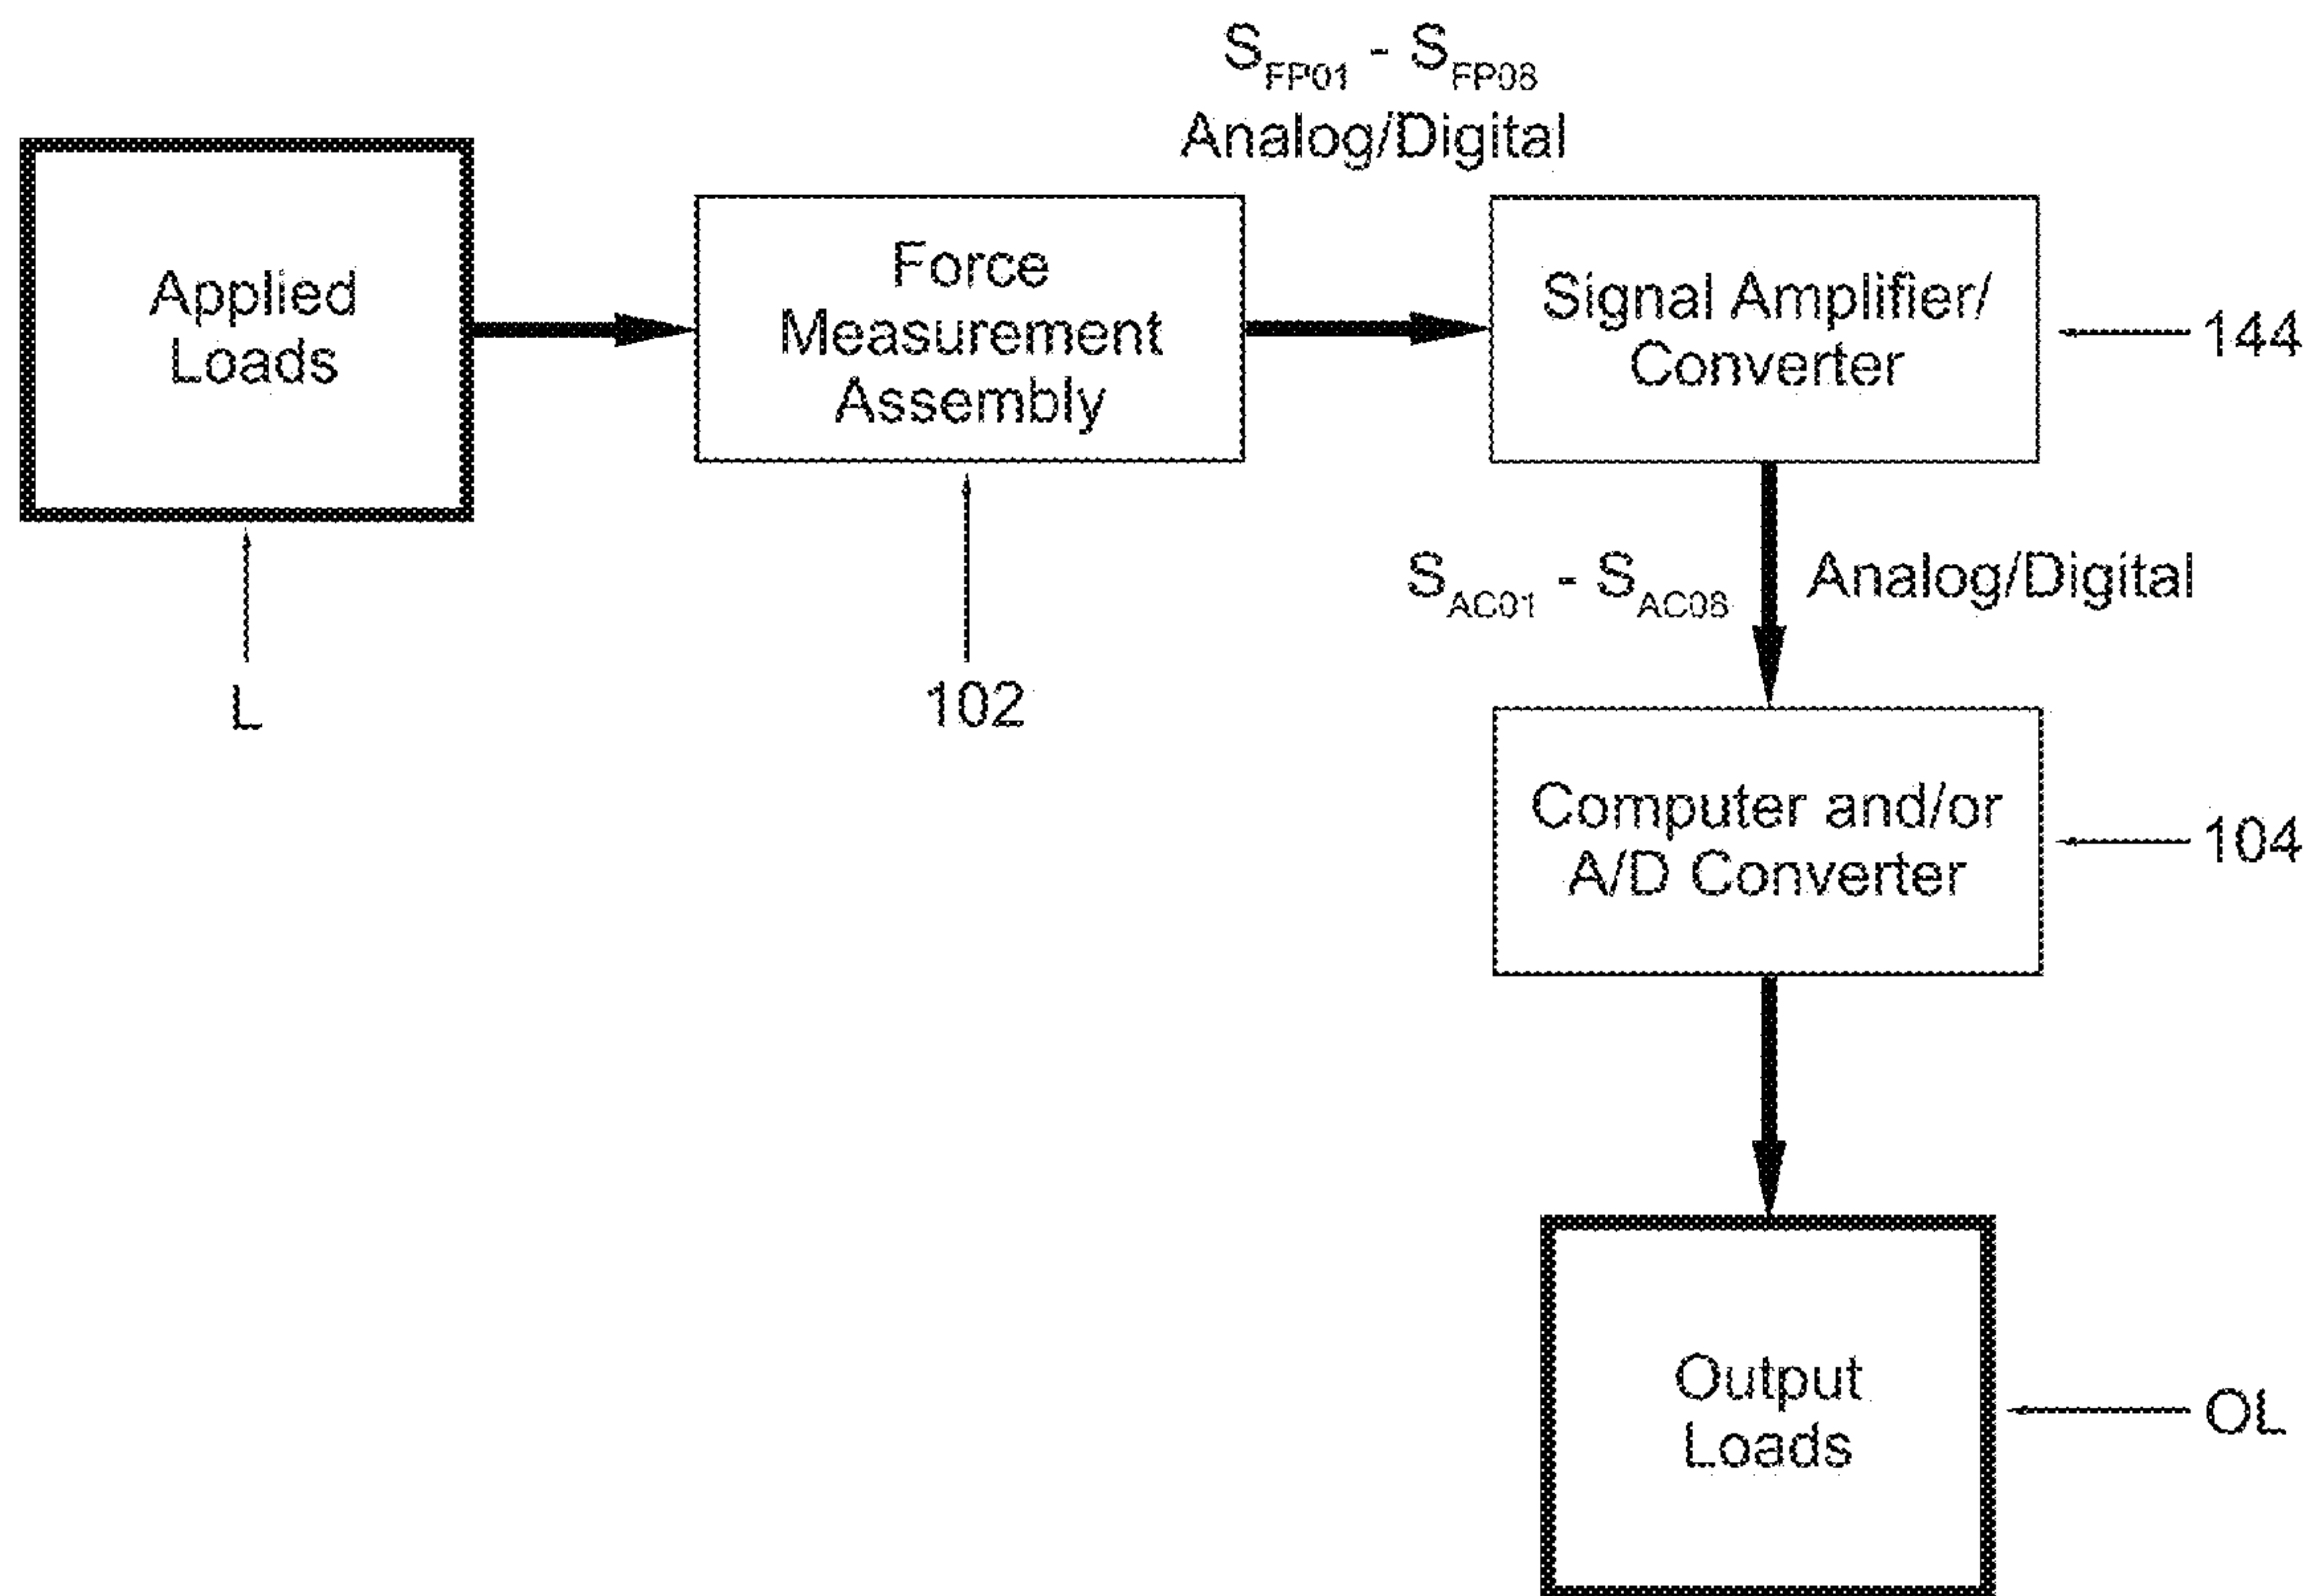 S_FP01 - S_FP08
Analog/Digital
Applied
Loads
Force
Measurement
Assembly
Signal Amplifier/
Converter
144
L
102
S_AC01 - S_AC08
Analog/Digital
Computer and/or
A/D Converter
104
Output
Loads
OL